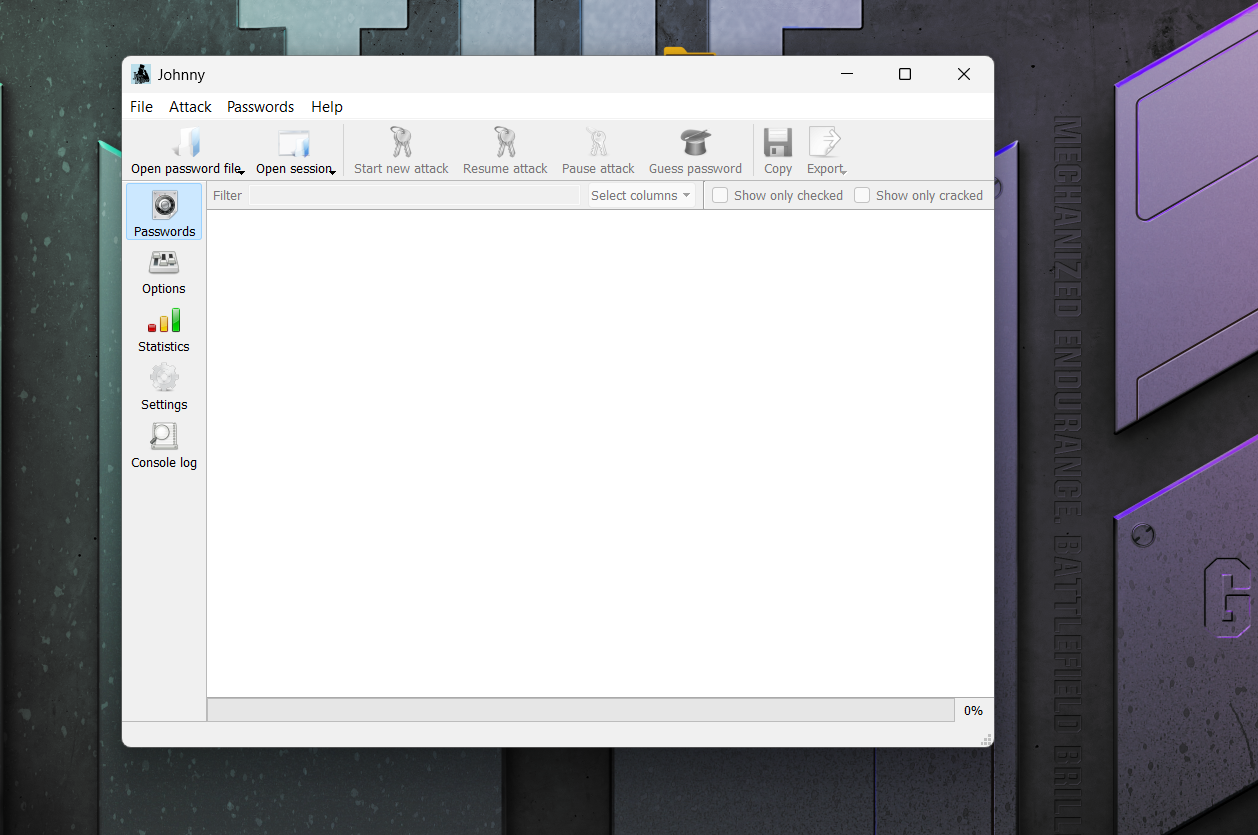 Johnny
File Attack Passwords Help
Open password file Open session Start new attack Resume attack Pause attack Guess password Copy Export
Filter Select columns Show only checked Show only cracked
Passwords
Options
Statistics
Settings
Console log
0%
MECHANIZED ENDURANCE. BATTLEFIELD BRILL
G